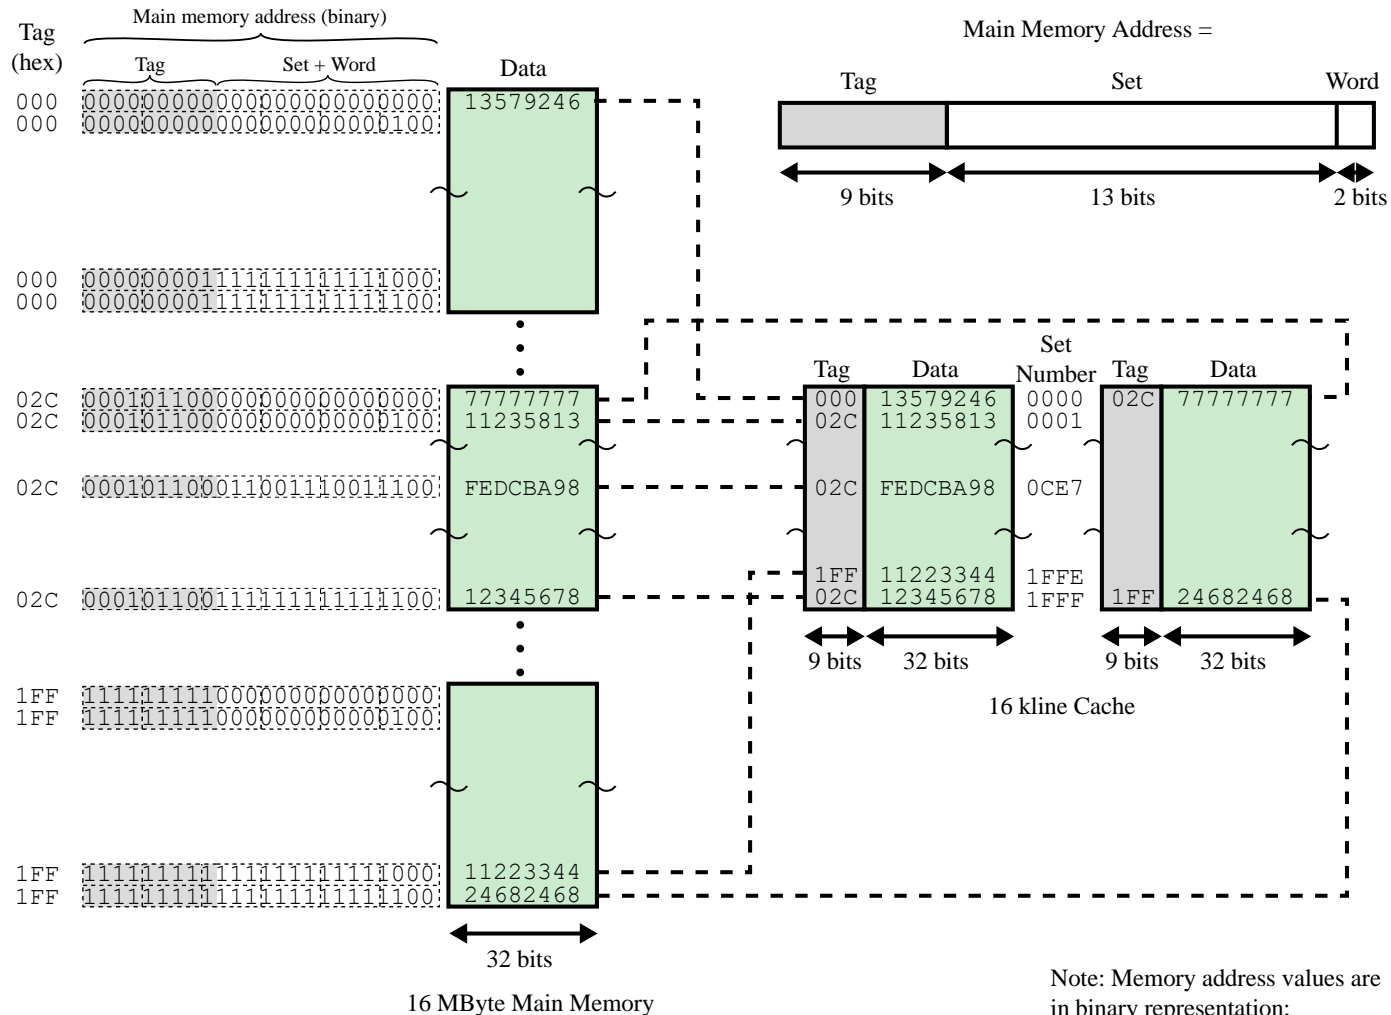 Main memory address (binary)
Tag
(hex)
Tag
Set + Word
Data
000 000000000000000000000000 13579246
000 000000000000000000000100
000 000000001111111111111000
000 000000001111111111111100
02C 000101100000000000000000 77777777
02C 000101100000000000000100 11235813
02C 000101100011001110011100 FEDCBA98
02C 000101100111111111111100 12345678
1FF 111111111000000000000000
1FF 111111111000000000000100
1FF 111111111111111111111000 11223344
1FF 111111111111111111111100 24682468
32 bits
16 MByte Main Memory
Main Memory Address =
Tag Set Word
9 bits 13 bits 2 bits
Tag Data Set
Number Tag Data
000 13579246 0000 02C 77777777
02C 11235813 0001
02C FEDCBA98 0CE7
1FF 11223344 1FFE
02C 12345678 1FFF 1FF 24682468
9 bits 32 bits 9 bits 32 bits
16 kline Cache
Note: Memory address values are
in binary representation;